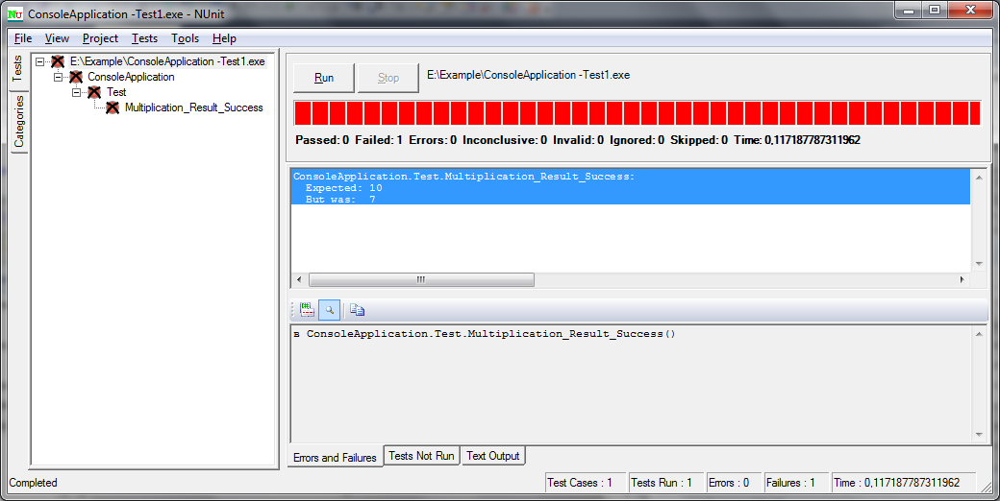 NU ConsoleApplication -Test1.exe - NUnit
File View Project Tests Tools Help
Tests
Categories
E:\Example\ConsoleApplication -Test1.exe
ConsoleApplication
Test
Multiplication_Result_Success
Run Stop E:\Example\ConsoleApplication -Test1.exe
Passed: 0 Failed: 1 Errors: 0 Inconclusive: 0 Invalid: 0 Ignored: 0 Skipped: 0 Time: 0,117187787311962
ConsoleApplication.Test.Multiplication_Result_Success:
Expected: 10
But was: 7
в ConsoleApplication.Test.Multiplication_Result_Success()
Errors and Failures Tests Not Run Text Output
Completed Test Cases : 1 Tests Run : 1 Errors : 0 Failures : 1 Time : 0,117187787311962